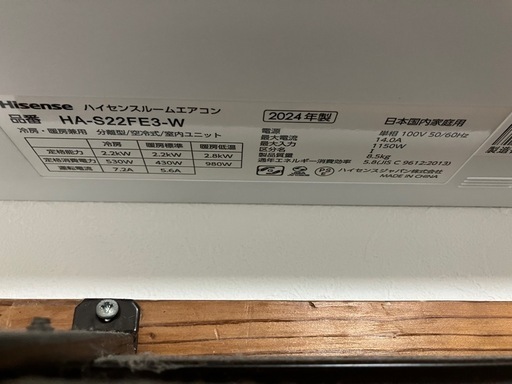 Hisense ハイセンスルームエアコン
品番 HA-S22FE3-W
冷房・暖房兼用 分離型/空冷式/室内ユニット
冷房 暖房標準 暖房低温
定格能力 2.2kW 2.2kW 2.8kW
定格消費電力 530W 430W 980W
運転電流 7.2A 5.6A
2024年製 日本国内家庭用
電源 単相 100V 50/60Hz
最大電流 14.0A
最大入力 1150W
区分名
製品質量 8.5kg
通年エネルギー消費効率 5.8(JIS C 9612:2013)
ハイセンスジャパン株式会社
MADE IN CHINA
製造